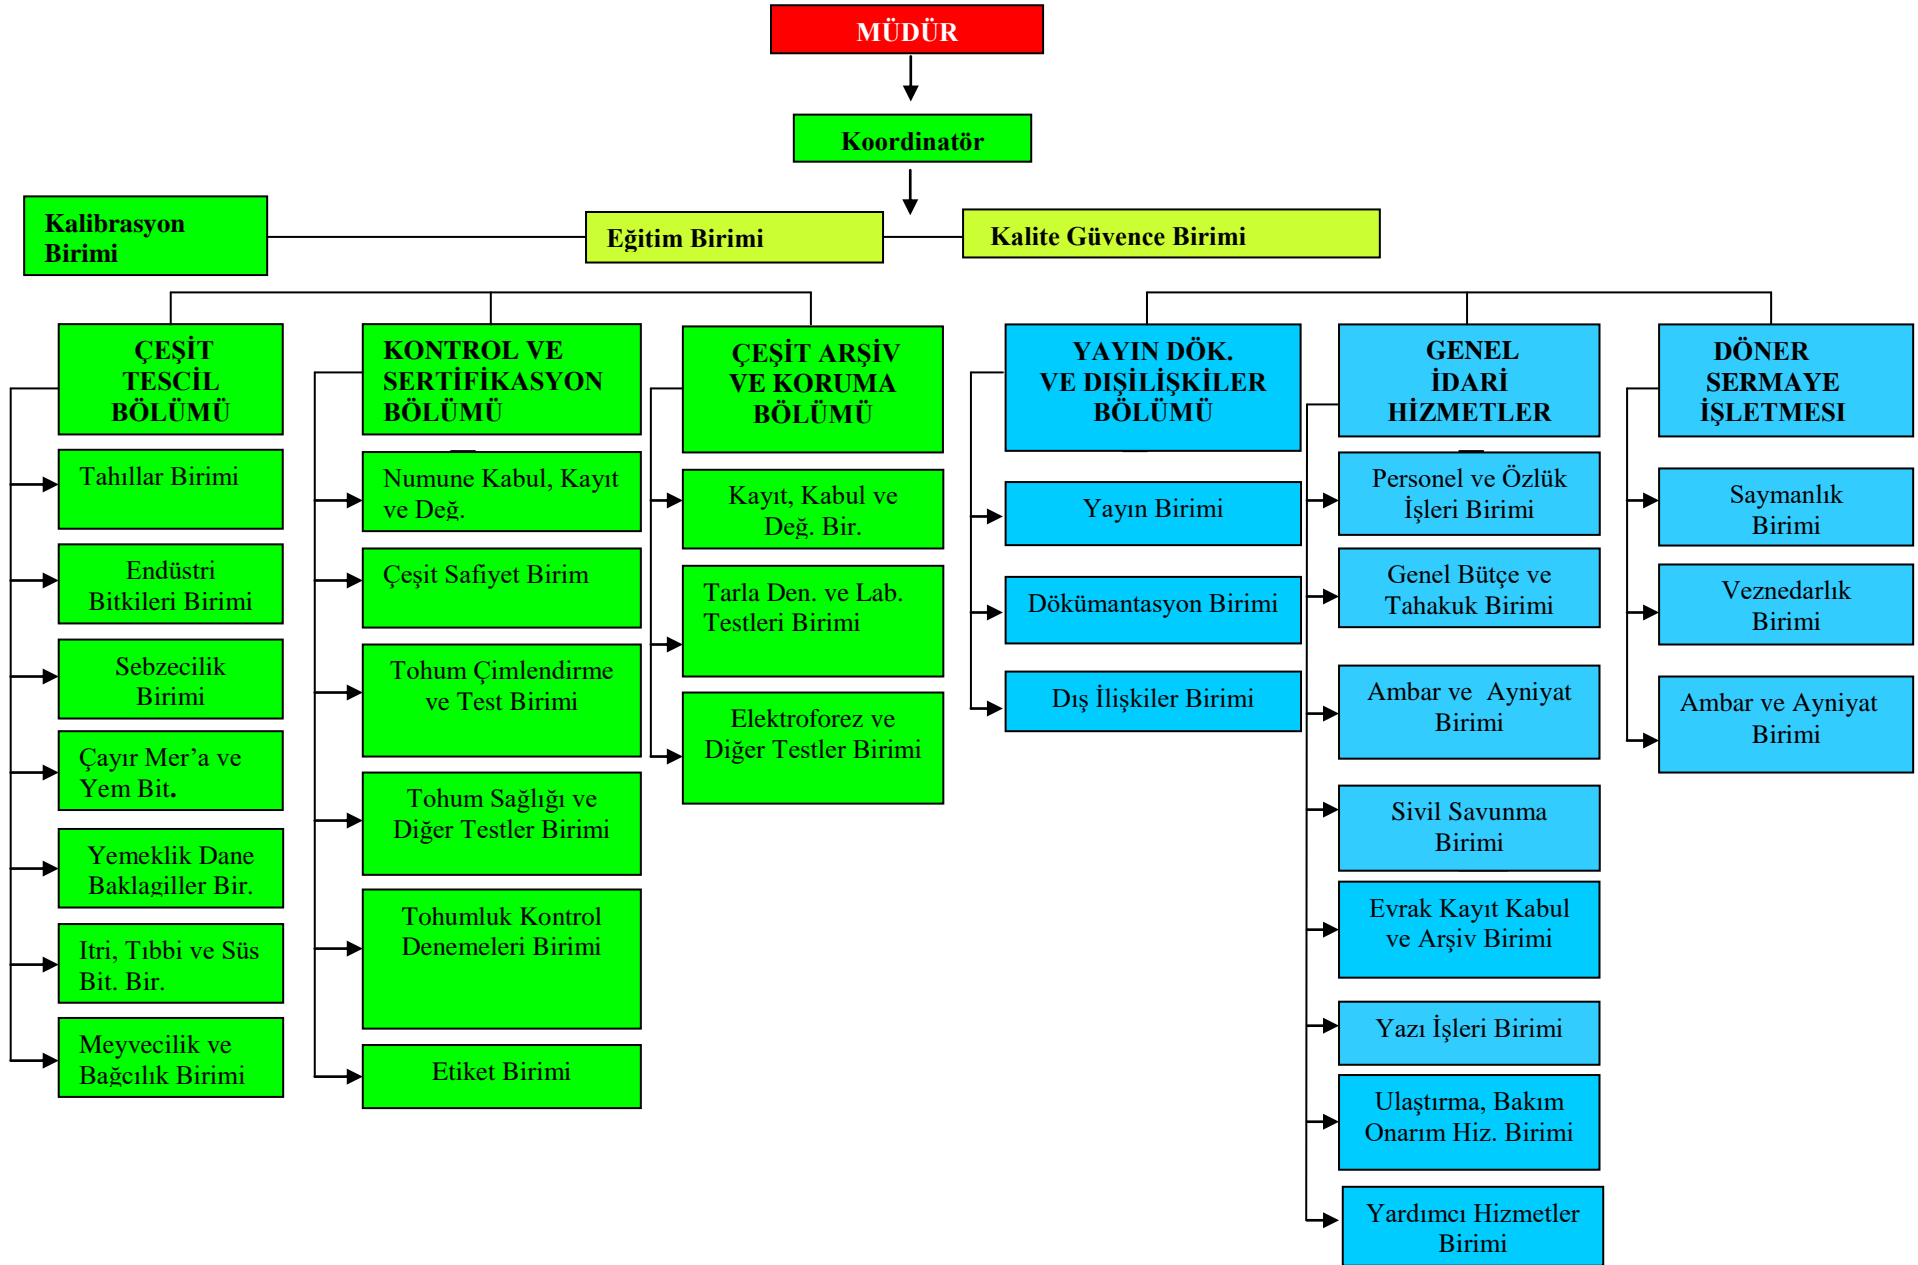 MÜDÜR
Koordinatör
Kalibrasyon
Birimi
Eğitim Birimi
Kalite Güvence Birimi
ÇEŞİT
TESCİL
BÖLÜMÜ
Tahıllar Birimi
Endüstri
Bitkileri Birimi
Sebzecilik
Birimi
Çayır Mer’a ve
Yem Bit.
Yemeklik Dane
Baklagiller Bir.
Itri, Tıbbi ve Süs
Bit. Bir.
Meyvecilik ve
Bağcılık Birimi
KONTROL VE
SERTİFİKASYON
BÖLÜMÜ
Numune Kabul, Kayıt
ve Değ.
Çeşit Safiyet Birim
Tohum Çimlendirme
ve Test Birimi
Tohum Sağlığı ve
Diğer Testler Birimi
Tohumluk Kontrol
Denemeleri Birimi
Etiket Birimi
ÇEŞİT ARŞİV
VE KORUMA
BÖLÜMÜ
Kayıt, Kabul ve
Değ. Bir.
Tarla Den. ve Lab.
Testleri Birimi
Elektroforez ve
Diğer Testler Birimi
YAYIN DÖK.
VE DIŞİLİŞKİLER
BÖLÜMÜ
Yayın Birimi
Dökümantasyon Birimi
Dış İlişkiler Birimi
GENEL
İDARİ
HİZMETLER
Personel ve Özlük
İşleri Birimi
Genel Bütçe ve
Tahakuk Birimi
Ambar ve Ayniyat
Birimi
Sivil Savunma
Birimi
Evrak Kayıt Kabul
ve Arşiv Birimi
Yazı İşleri Birimi
Ulaştırma, Bakım
Onarım Hiz. Birimi
Yardımcı Hizmetler
Birimi
DÖNER
SERMAYE
İŞLETMESI
Saymanlık
Birimi
Veznedarlık
Birimi
Ambar ve Ayniyat
Birimi